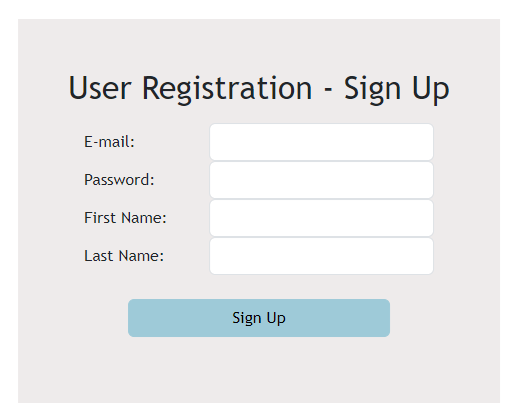 User Registration - Sign Up
E-mail:
Password:
First Name:
Last Name:
Sign Up